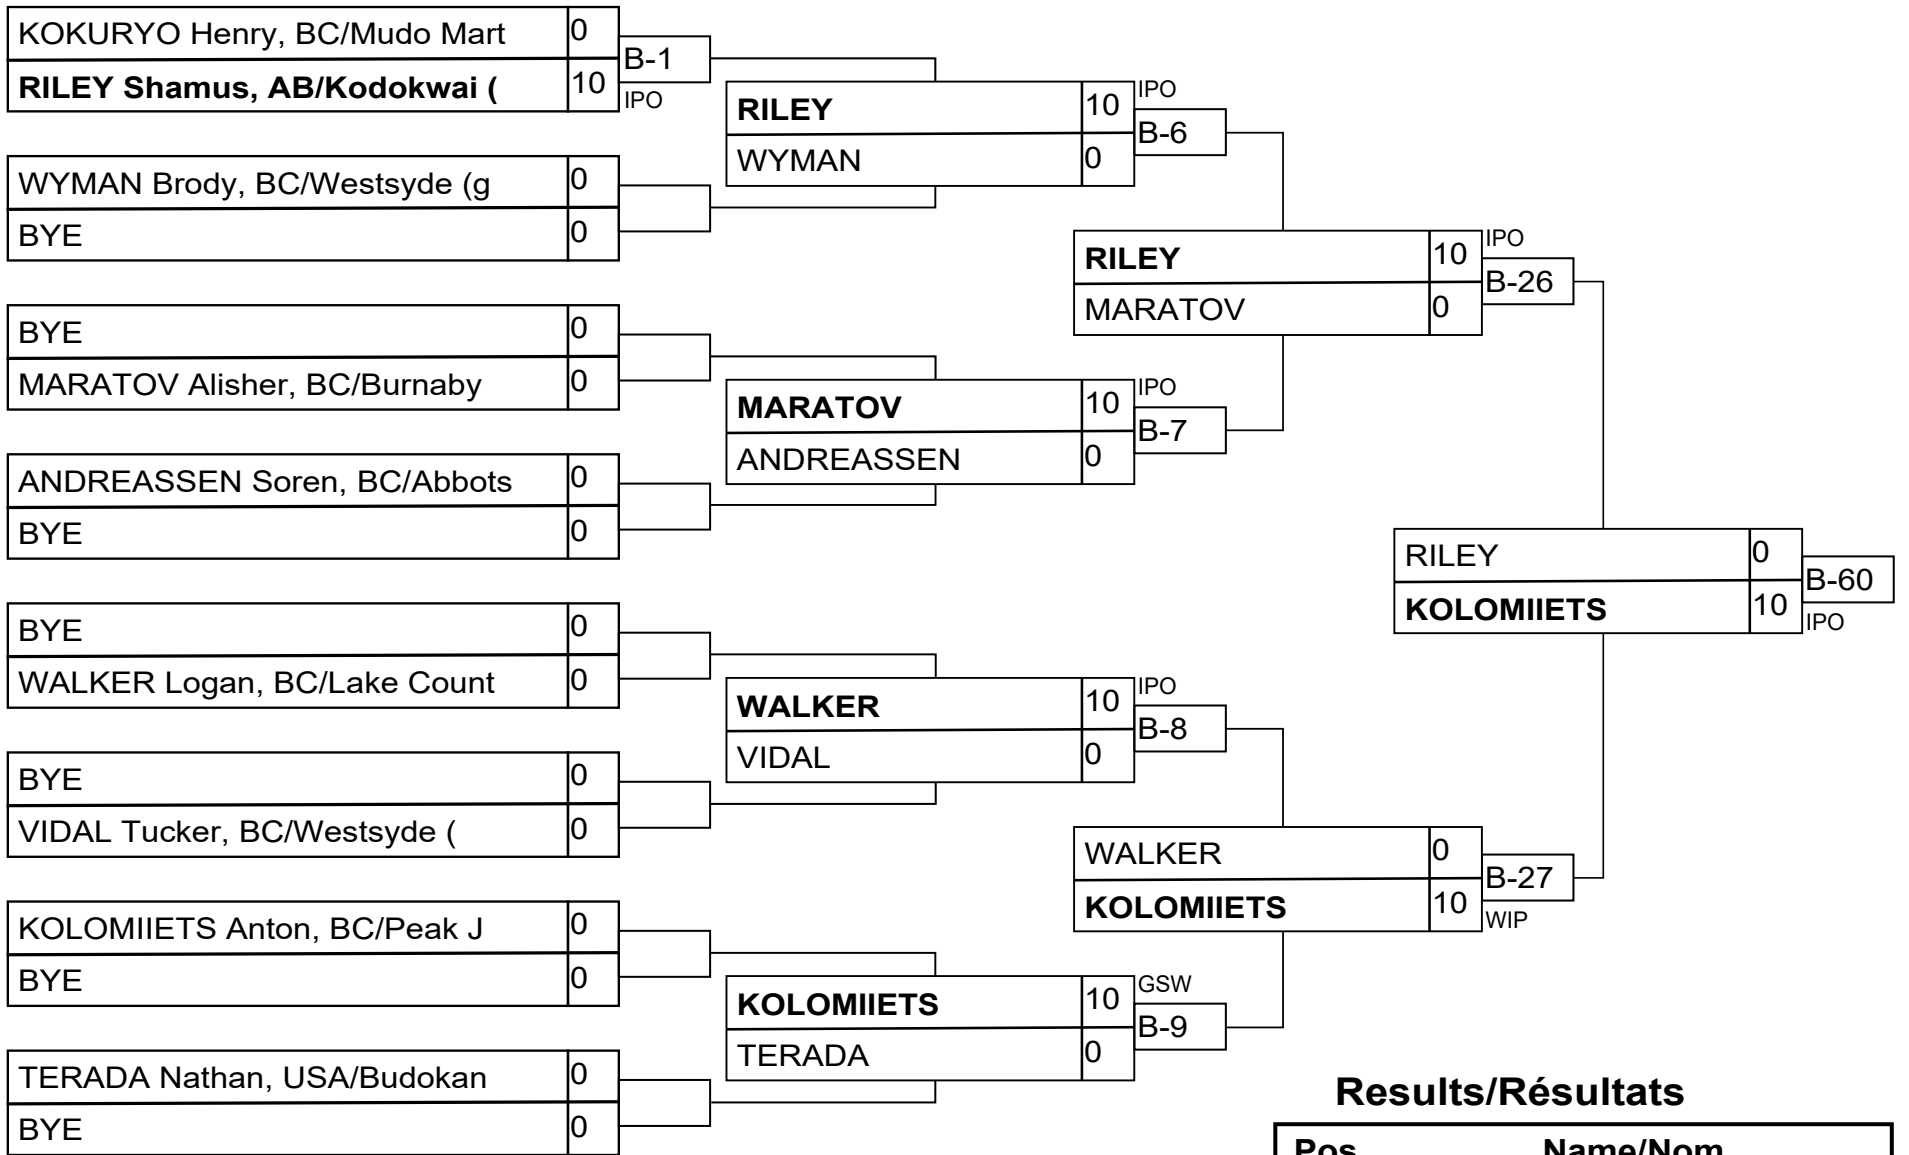 KOKURYO Henry, BC/Mudo Mart 0
RILEY Shamus, AB/Kodokwai ( 10
B-1
IPO
WYMAN Brody, BC/Westsyde (g 0
BYE 0
BYE 0
MARATOV Alisher, BC/Burnaby 0
ANDREASSEN Soren, BC/Abbots 0
BYE 0
BYE 0
WALKER Logan, BC/Lake Count 0
BYE 0
VIDAL Tucker, BC/Westsyde ( 0
KOLOMIIETS Anton, BC/Peak J 0
BYE 0
TERADA Nathan, USA/Budokan 0
BYE 0
RILEY 10 IPO
B-6
WYMAN 0
MARATOV 10 IPO
B-7
ANDREASSEN 0
WALKER 10 IPO
B-8
VIDAL 0
KOLOMIIETS 10 GSW
B-9
TERADA 0
RILEY 10 IPO
B-26
MARATOV 0
WALKER 0
B-27
KOLOMIIETS 10 WIP
RILEY 0
B-60
KOLOMIIETS 10 IPO
Results/Résultats
Pos Name/Nom